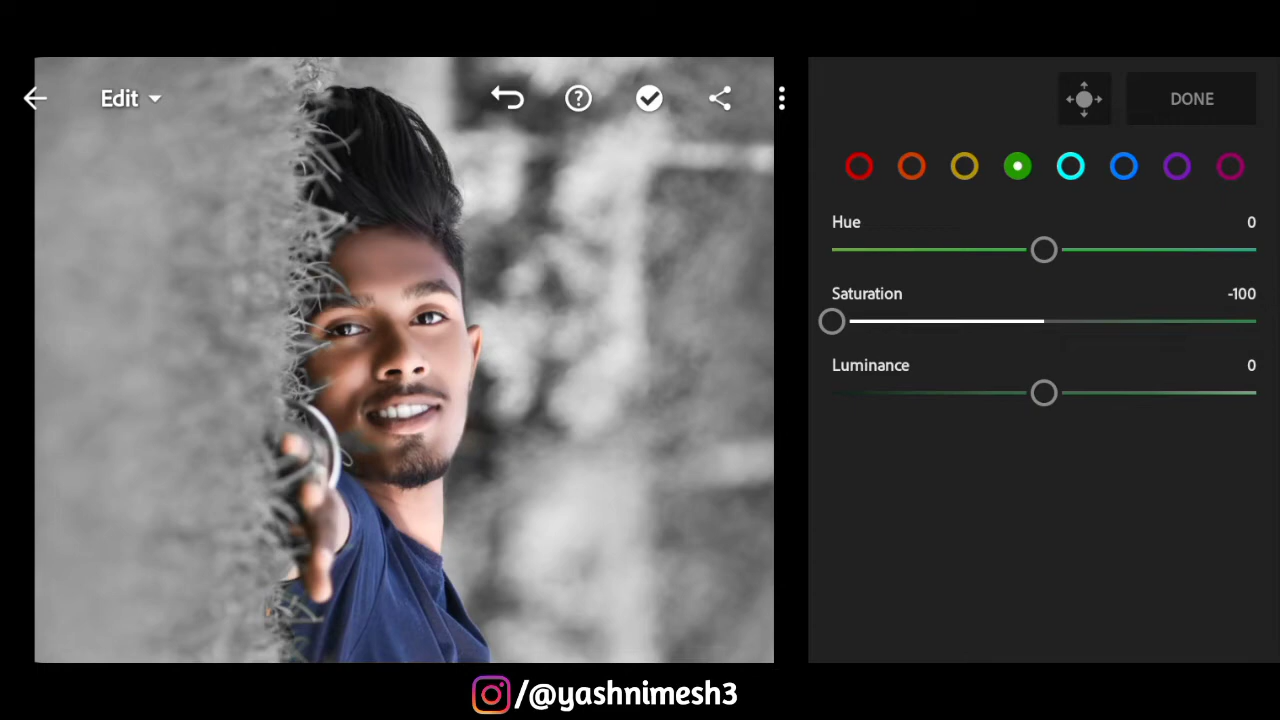 Edit
DONE
Hue 0
Saturation -100
Luminance 0
/@yashnimesh3